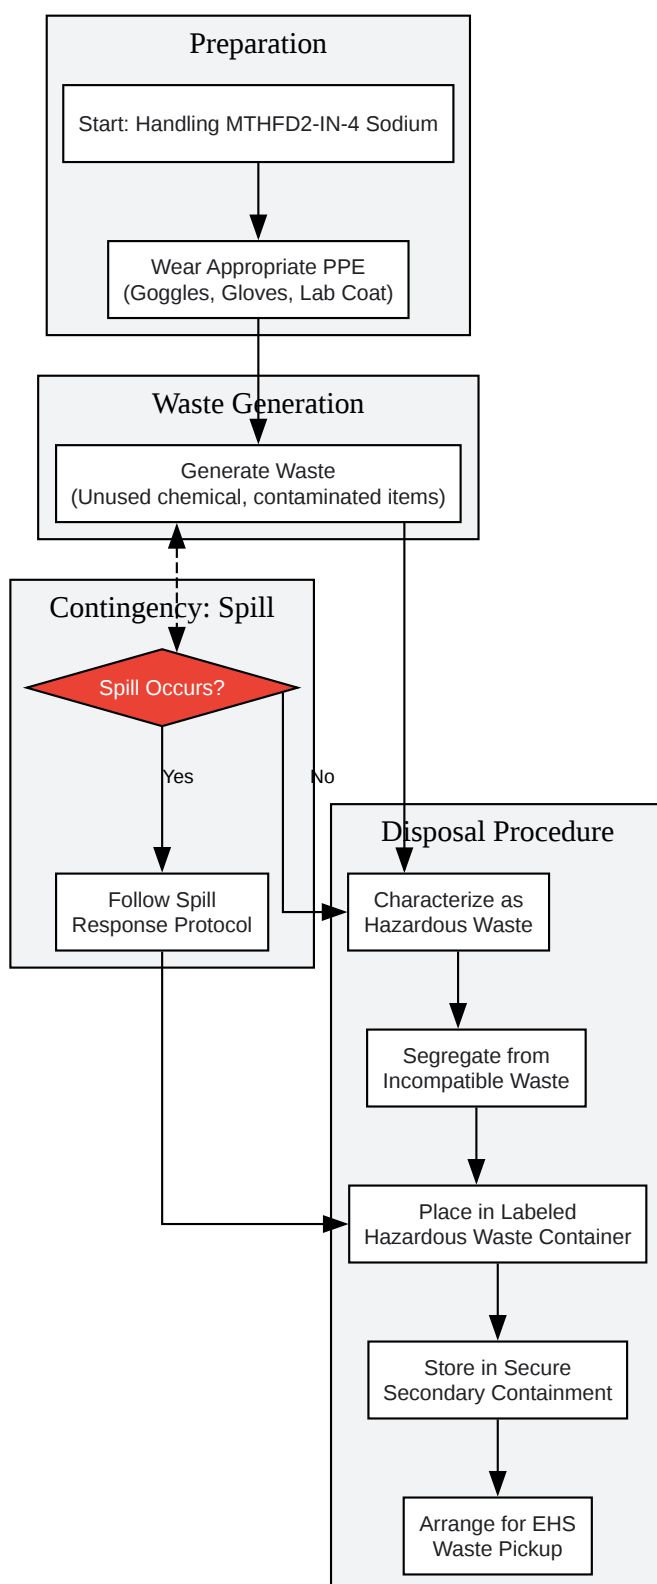 Preparation
Start: Handling MTHFD2-IN-4 Sodium
Wear Appropriate PPE
(Goggles, Gloves, Lab Coat)
Waste Generation
Generate Waste
(Unused chemical, contaminated items)
Contingency: Spill
Spill Occurs?
Yes
No
Follow Spill
Response Protocol
Disposal Procedure
Characterize as
Hazardous Waste
Segregate from
Incompatible Waste
Place in Labeled
Hazardous Waste Container
Store in Secure
Secondary Containment
Arrange for EHS
Waste Pickup